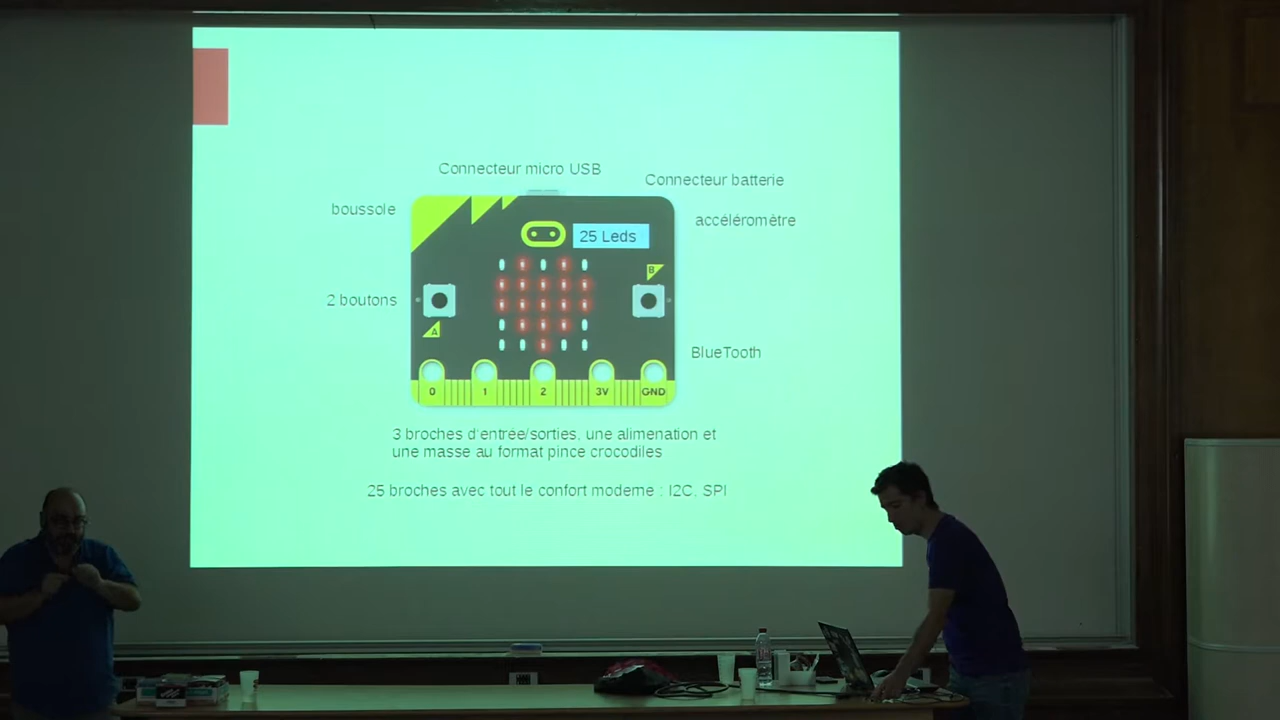 Connecteur micro USB
Connecteur batterie
boussole
accéléromètre
25 Leds
B
2 boutons
A
BlueTooth
0 1 2 3V GND
3 broches d'entrée/sorties, une alimenation et
une masse au format pince crocodiles
25 broches avec tout le confort moderne : I2C, SPI